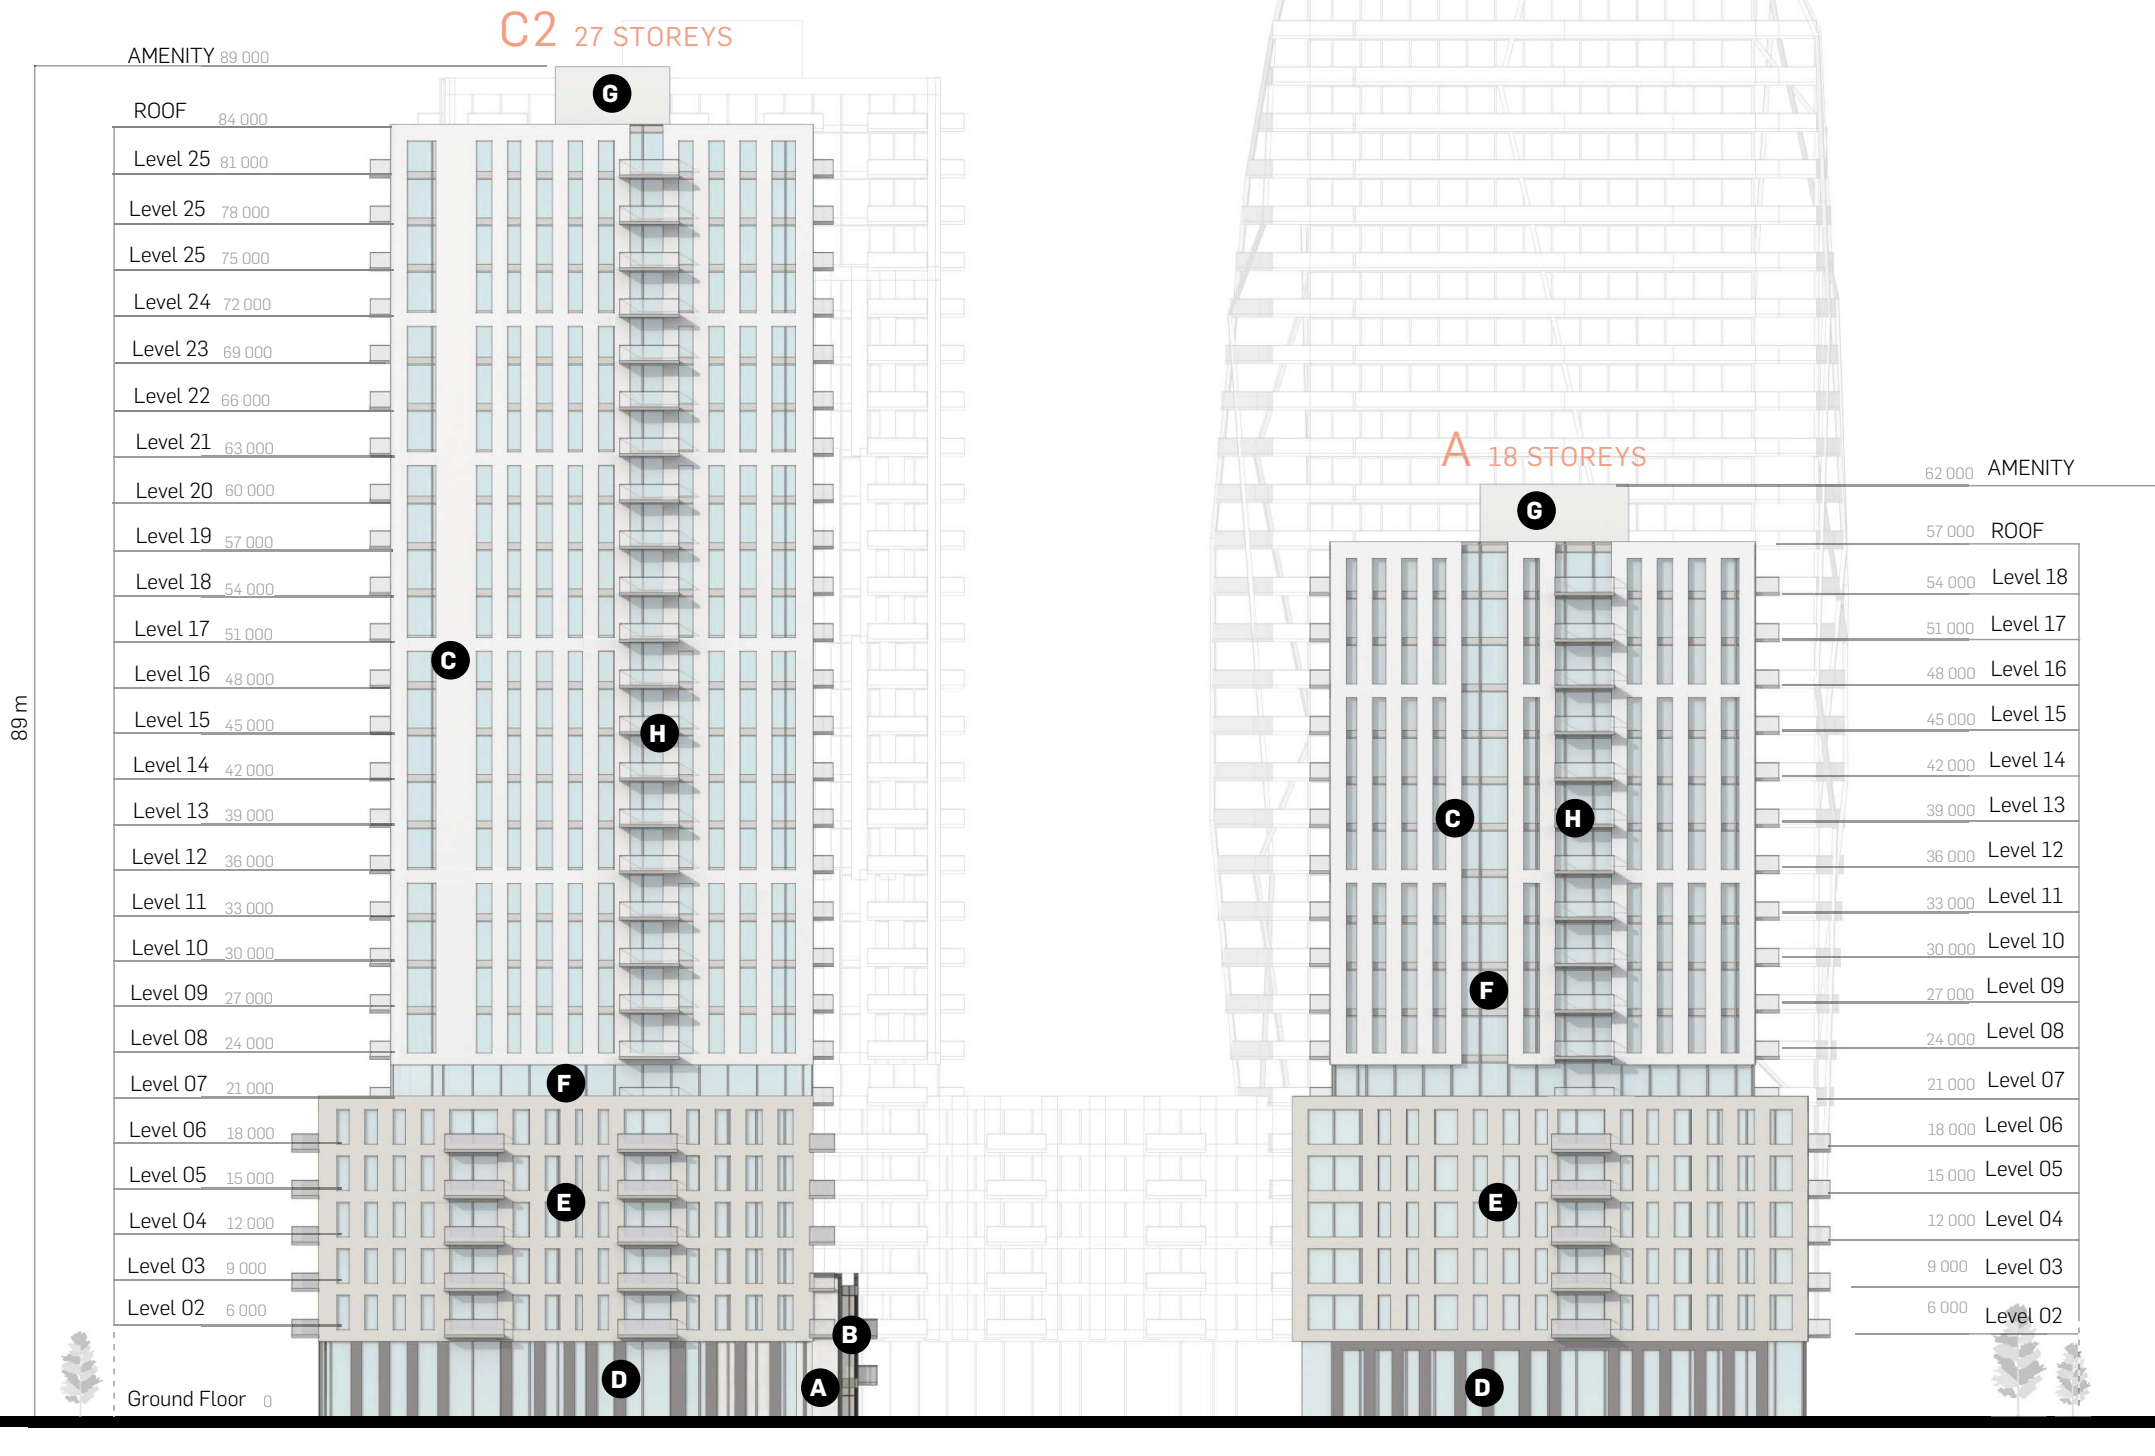 C2 27 STOREYS
AMENITY 89 000
ROOF 84 000
Level 25 81 000
Level 25 78 000
Level 25 75 000
Level 24 72 000
Level 23 69 000
Level 22 66 000
Level 21 63 000
Level 20 60 000
Level 19 57 000
Level 18 54 000
Level 17 51 000
Level 16 48 000
Level 15 45 000
Level 14 42 000
Level 13 39 000
Level 12 36 000
Level 11 33 000
Level 10 30 000
Level 09 27 000
Level 08 24 000
Level 07 21 000
Level 06 18 000
Level 05 15 000
Level 04 12 000
Level 03 9 000
Level 02 6 000
Ground Floor 0
89 m
G
C
H
F
E
D
A
B
A 18 STOREYS
62 000 AMENITY
57 000 ROOF
54 000 Level 18
51 000 Level 17
48 000 Level 16
45 000 Level 15
42 000 Level 14
39 000 Level 13
36 000 Level 12
33 000 Level 11
30 000 Level 10
27 000 Level 09
24 000 Level 08
21 000 Level 07
18 000 Level 06
15 000 Level 05
12 000 Level 04
9 000 Level 03
6 000 Level 02
G
C
H
F
E
D